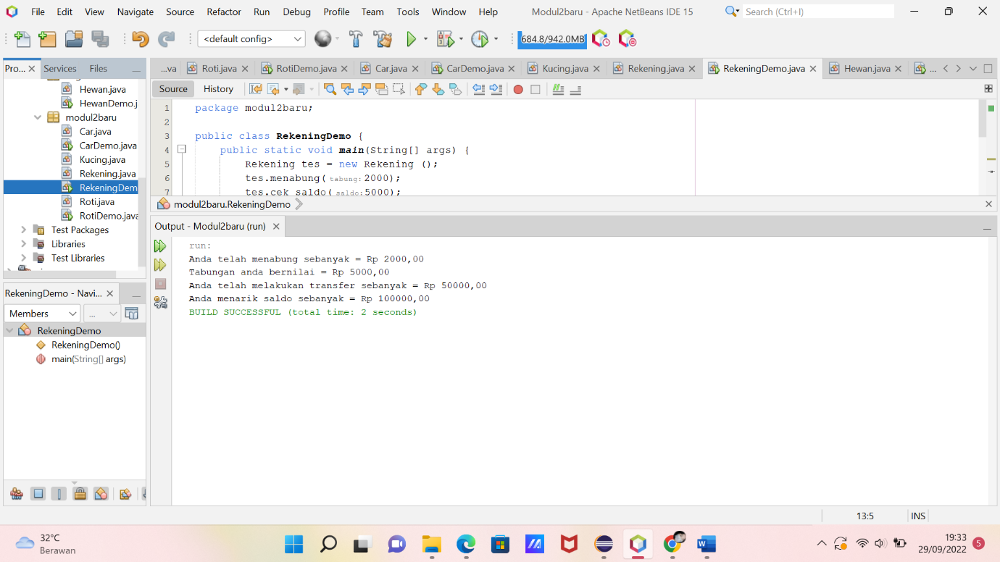 File Edit View Navigate Source Refactor Run Debug Profile Team Tools Window Help Modul2baru - Apache NetBeans IDE 15 Search (Ctrl+I)
<default config> 684.8/942.0MB
Pro... Services Files
...va Roti.java RotiDemo.java Car.java CarDemo.java Kucing.java Rekening.java RekeningDemo.java Hewan.java ...
Source History
Hewan.java
HewanDemo.j
modul2baru
Car.java
CarDemo.java
Kucing.java
Rekening.java
RekeningDem
Roti.java
RotiDemo.java
Test Packages
Libraries
Test Libraries
1 package modul2baru;
2
3 public class RekeningDemo {
4 public static void main(String[] args) {
5 Rekening tes = new Rekening ();
6 tes.menabung( tabung: 2000);
7 tes.cek_saldo( saldo: 5000);
modul2baru.RekeningDemo
Output - Modul2baru (run)
run:
Anda telah menabung sebanyak = Rp 2000,00
Tabungan anda bernilai = Rp 5000,00
Anda telah melakukan transfer sebanyak = Rp 50000,00
Anda menarik saldo sebanyak = Rp 100000,00
BUILD SUCCESSFUL (total time: 2 seconds)
RekeningDemo - Navi...
Members ...
RekeningDemo
RekeningDemo()
main(String[] args)
13:5 INS
32°C
Berawan
19:33
29/09/2022
5